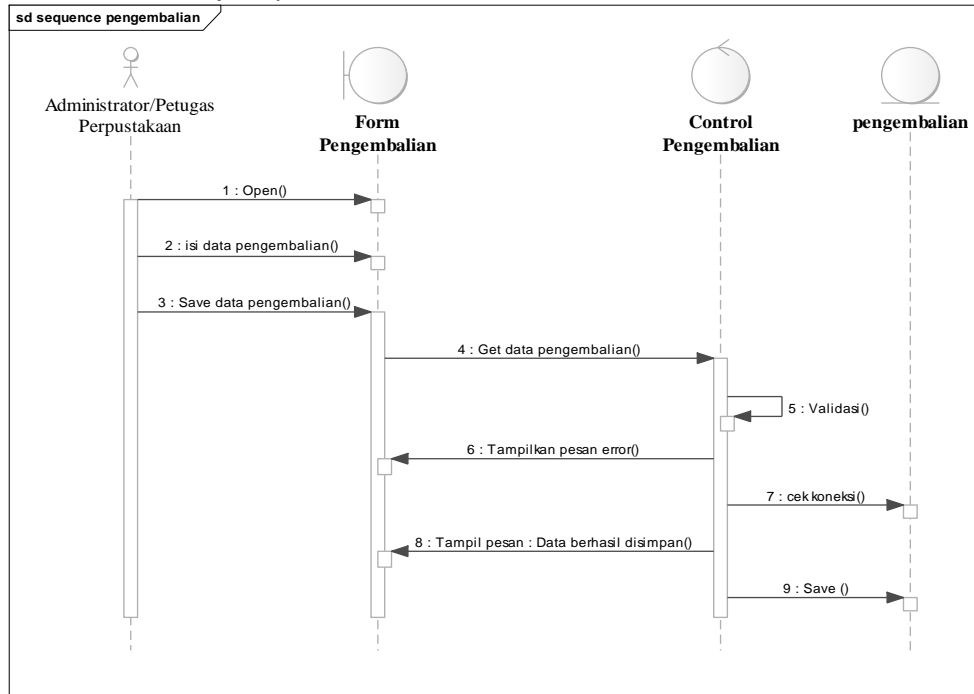 sd sequence pengembalian
Administrator/Petugas
Perpustakaan
Form
Pengembalian
Control
Pengembalian
pengembalian
1 : Open()
2 : isi data pengembalian()
3 : Save data pengembalian()
4 : Get data pengembalian()
5 : Validasi()
6 : Tampilkan pesan error()
7 : cek koneksi()
8 : Tampil pesan : Data berhasil disimpan()
9 : Save ()